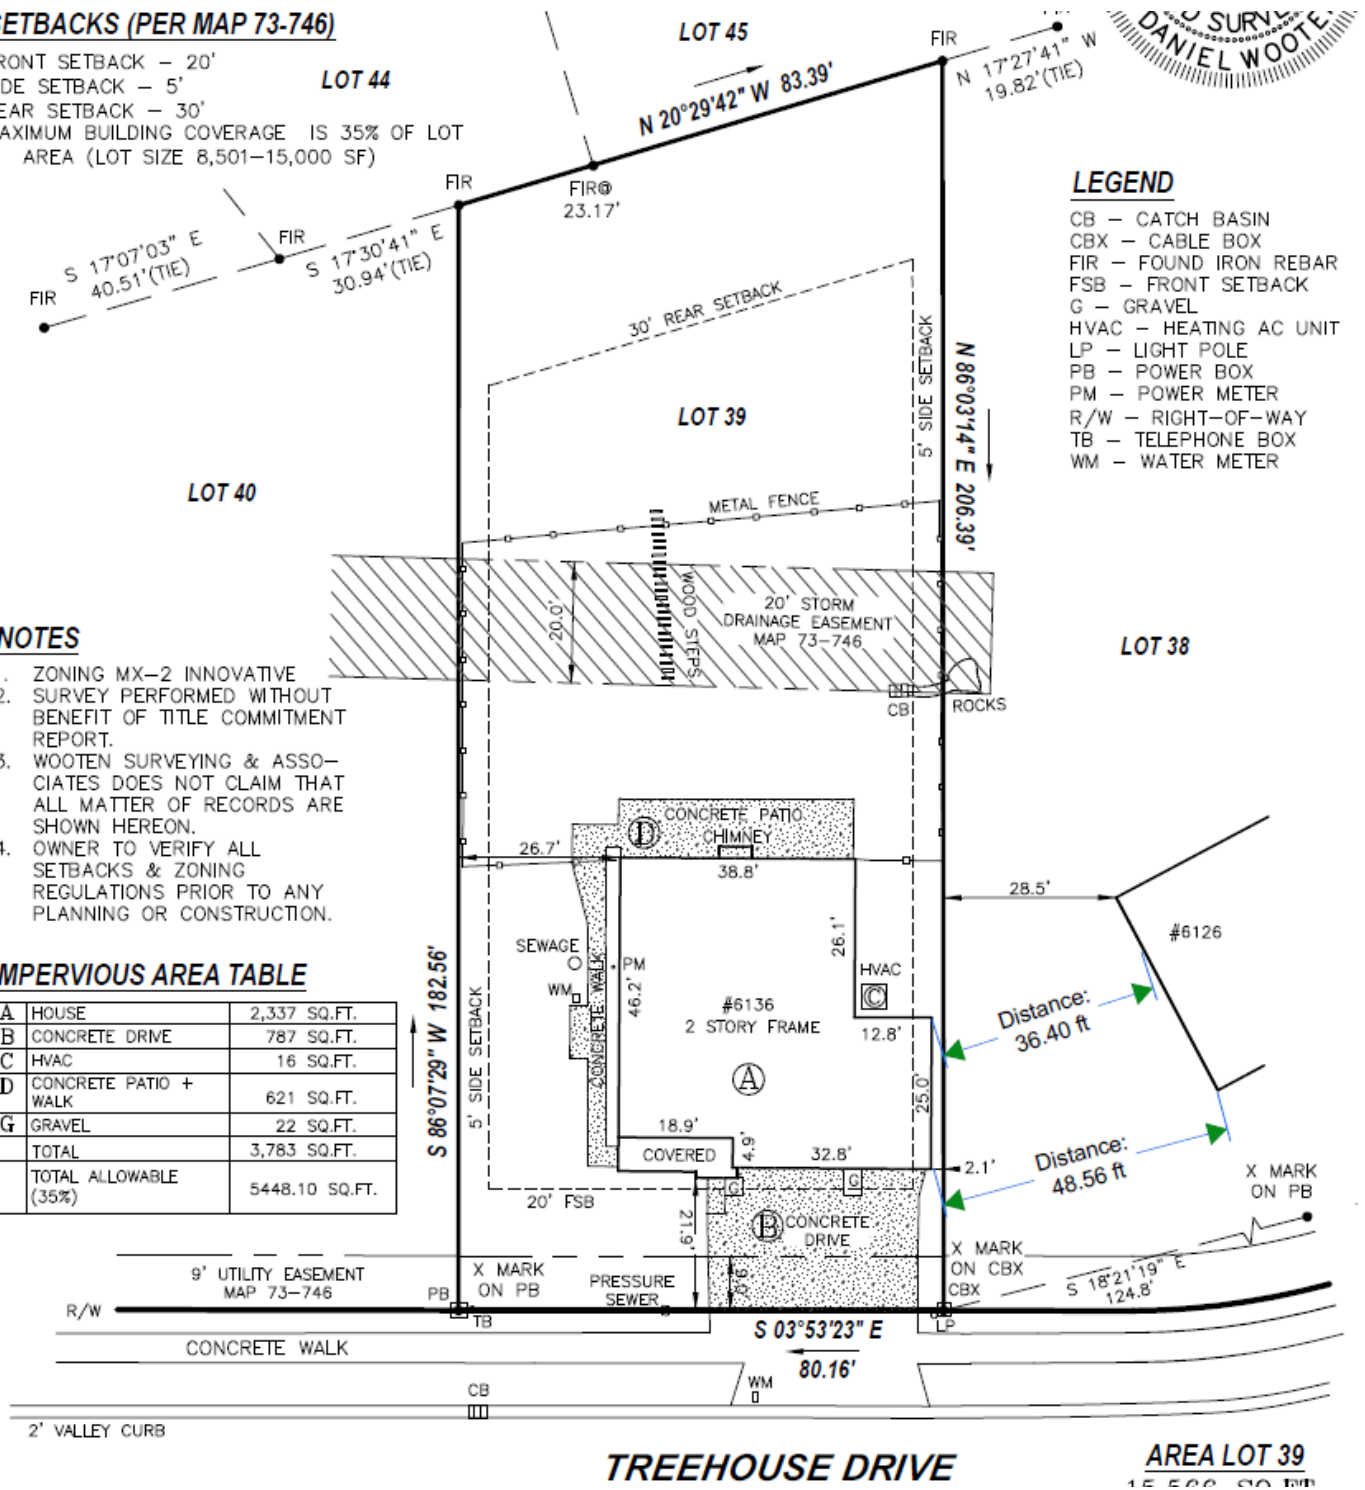 SETBACKS (PER MAP 73-746)
RONT SETBACK – 20'
DE SETBACK – 5'
EAR SETBACK – 30'
AXIMUM BUILDING COVERAGE IS 35% OF LOT
AREA (LOT SIZE 8,501–15,000 SF)
LOT 44
LOT 45
FIR
N 17°27'41" W
19.82'(TIE)
SURVE
DANIEL WOOTE
N 20°29'42" W 83.39'
FIR
FIR@
23.17'
FIR
S 17°30'41" E
30.94'(TIE)
S 17°07'03" E
40.51'(TIE)
FIR
LEGEND
CB – CATCH BASIN
CBX – CABLE BOX
FIR – FOUND IRON REBAR
FSB – FRONT SETBACK
G – GRAVEL
HVAC – HEATING AC UNIT
LP – LIGHT POLE
PB – POWER BOX
PM – POWER METER
R/W – RIGHT–OF–WAY
TB – TELEPHONE BOX
WM – WATER METER
30' REAR SETBACK
5' SIDE SETBACK
N 86°03'14" E 206.39'
LOT 39
LOT 40
METAL FENCE
WOOD STEPS
20.0'
20' STORM
DRAINAGE EASEMENT
MAP 73–746
LOT 38
CB
ROCKS
NOTES
. ZONING MX–2 INNOVATIVE
2. SURVEY PERFORMED WITHOUT
BENEFIT OF TITLE COMMITMENT
REPORT.
3. WOOTEN SURVEYING & ASSO–
CIATES DOES NOT CLAIM THAT
ALL MATTER OF RECORDS ARE
SHOWN HEREON.
4. OWNER TO VERIFY ALL
SETBACKS & ZONING
REGULATIONS PRIOR TO ANY
PLANNING OR CONSTRUCTION.
CONCRETE PATIO
D
CHIMNEY
26.7'
38.8'
28.5'
#6126
26.1'
SEWAGE
PM
WM
CONCRETE WALK
46.2'
HVAC
C
#6136
2 STORY FRAME
12.8'
A
25.0'
Distance:
36.40 ft
Distance:
48.56 ft
MPERVIOUS AREA TABLE
A HOUSE 2,337 SQ.FT.
B CONCRETE DRIVE 787 SQ.FT.
C HVAC 16 SQ.FT.
D CONCRETE PATIO +
WALK 621 SQ.FT.
G GRAVEL 22 SQ.FT.
TOTAL 3,783 SQ.FT.
TOTAL ALLOWABLE
(35%) 5448.10 SQ.FT.
S 86°07'29" W 182.56'
5' SIDE SETBACK
18.9'
COVERED
4.9'
32.8'
2.1'
G
G
20' FSB
21.9'
B
CONCRETE
DRIVE
9.0'
X MARK
ON PB
X MARK
ON CBX
CBX
S 18°21'19" E
124.8'
9' UTILITY EASEMENT
MAP 73–746
X MARK
ON PB
PB
PRESSURE
SEWER
R/W
TB
LP
S 03°53'23" E
80.16'
CONCRETE WALK
WM
CB
2' VALLEY CURB
TREEHOUSE DRIVE
AREA LOT 39
15,566 SQ.FT.